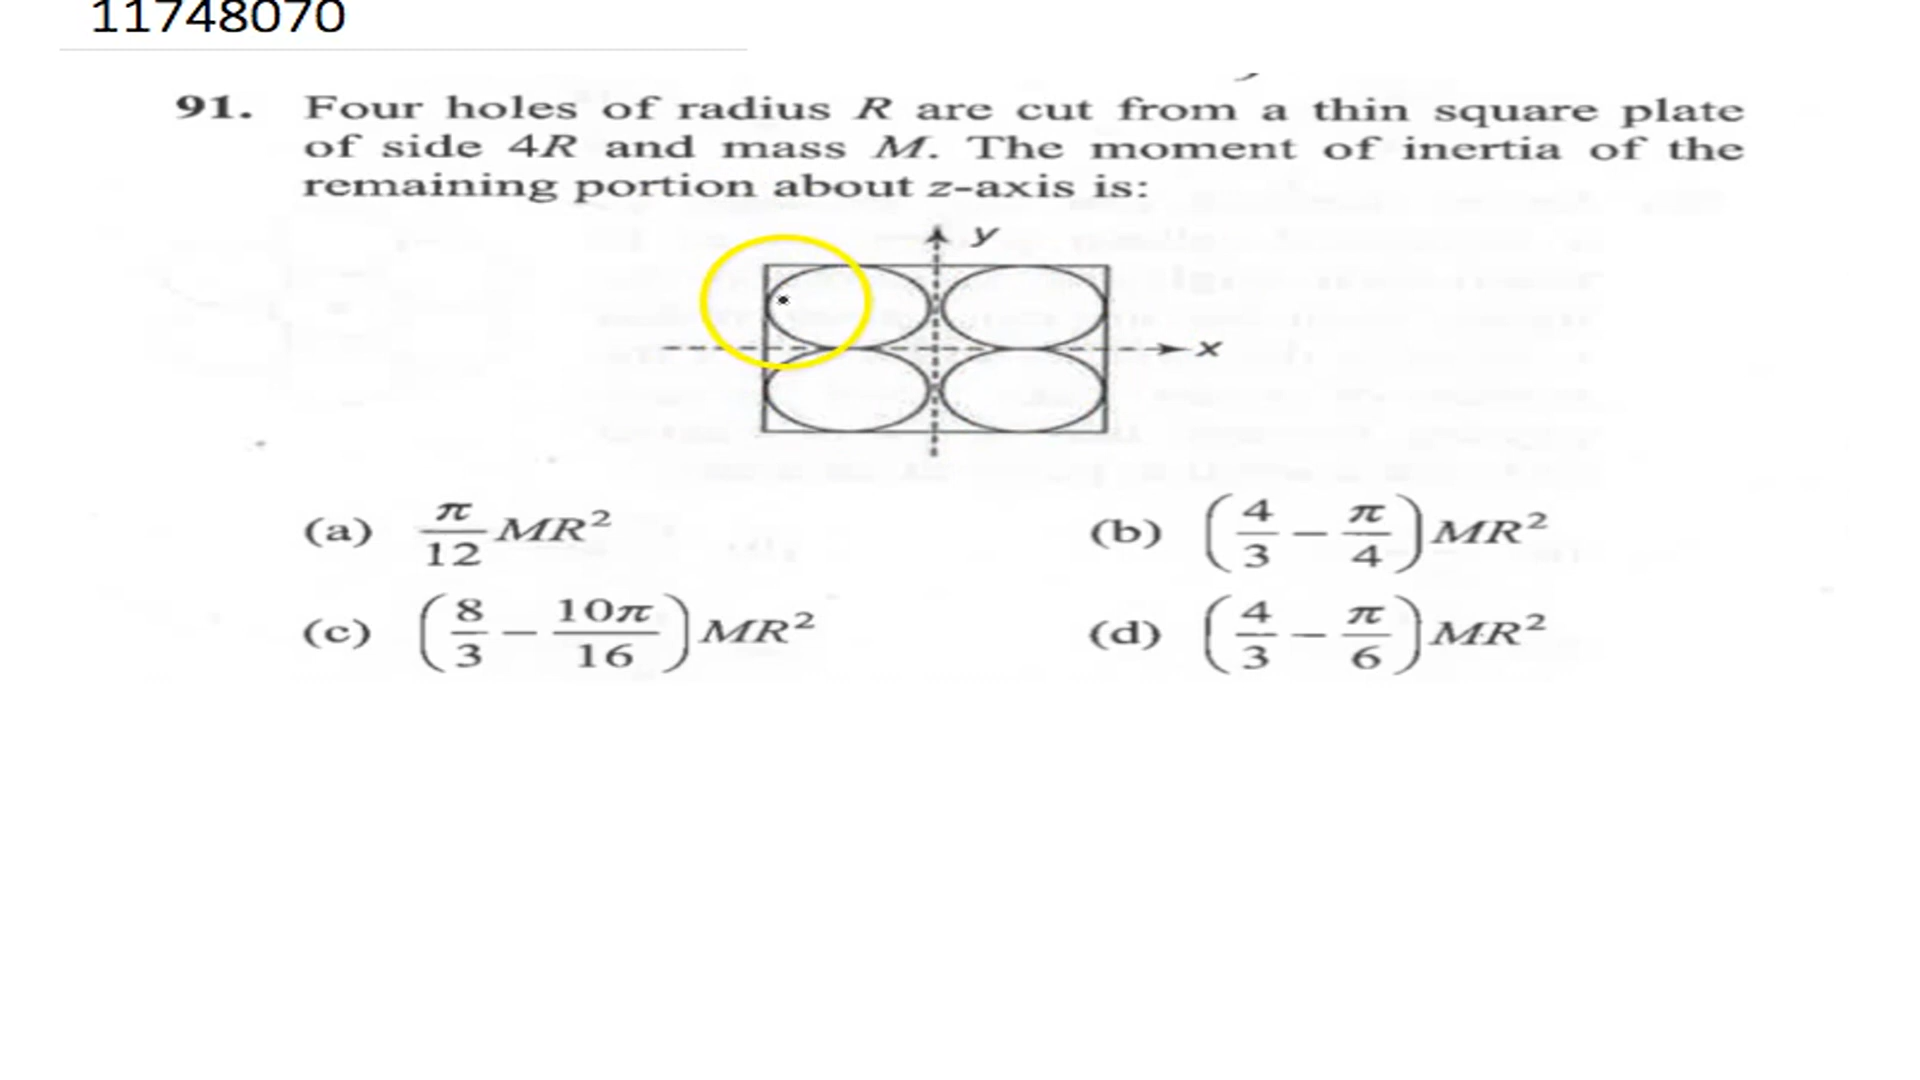 11748070
91. Four holes of radius R are cut from a thin square plate
of side 4R and mass M. The moment of inertia of the
remaining portion about z-axis is:
y
x
(a) π/12 MR² (b) (4/3 − π/4) MR²
(c) (8/3 − 10π/16) MR² (d) (4/3 − π/6) MR²